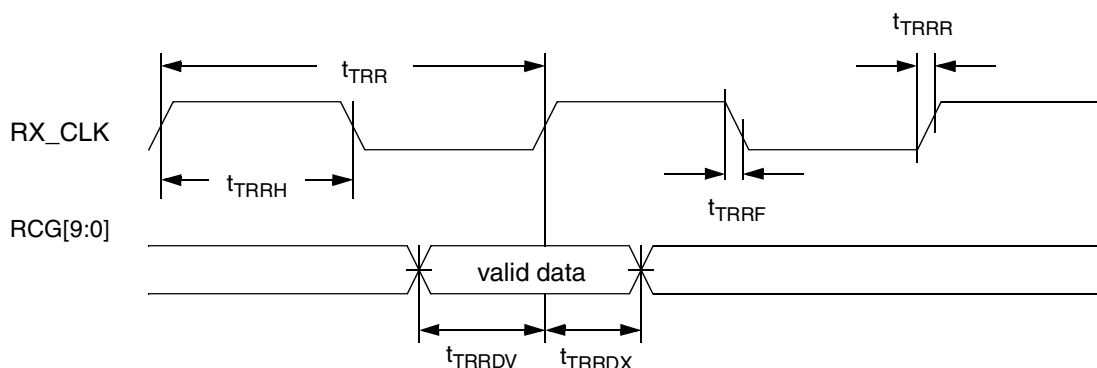 tTRRR
tTRR
RX_CLK
tTRRH
tTRRF
RCG[9:0]
valid data
tTRRDV tTRRDX